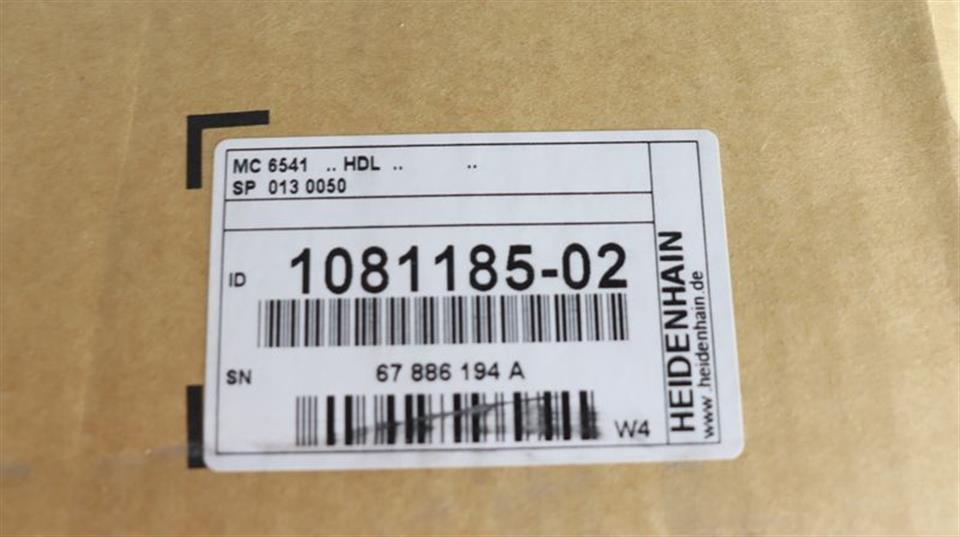 MC 6541 .. HDL .. ..
SP 013 0050
ID 1081185-02
SN 67 886 194 A
W4
HEIDENHAIN
www.heidenhain.de